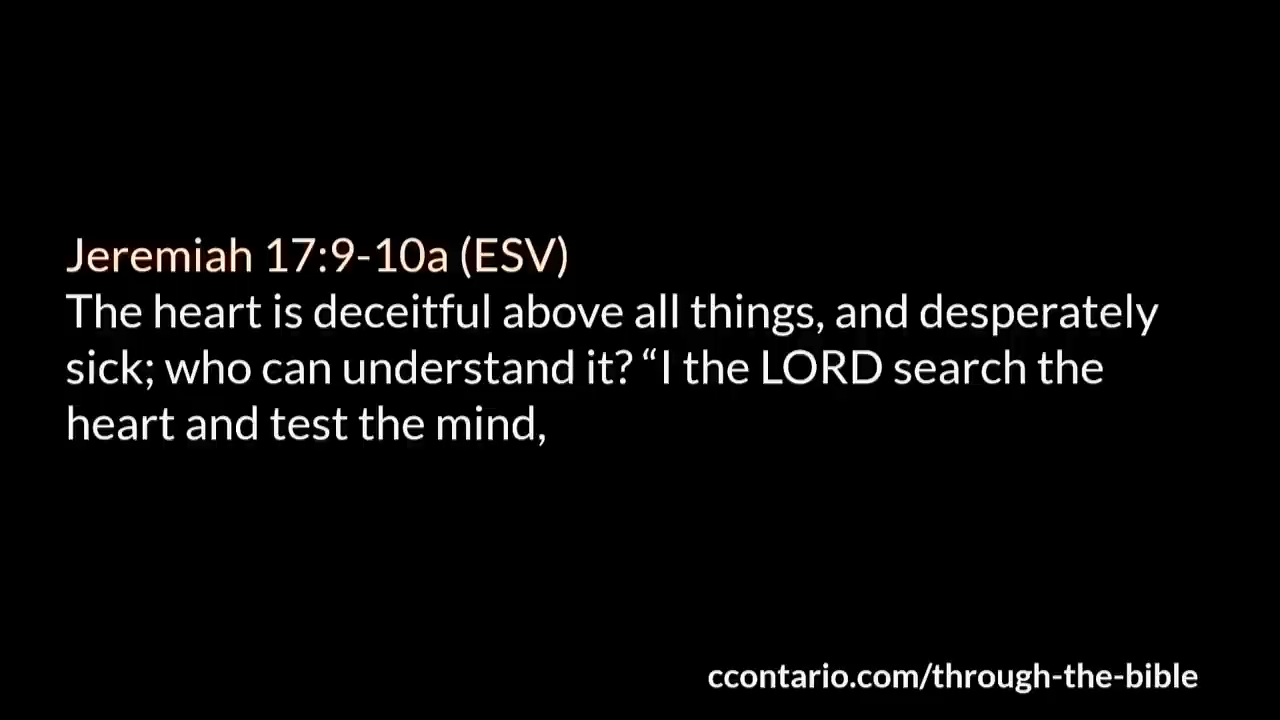 Jeremiah 17:9-10a (ESV)
The heart is deceitful above all things, and desperately
sick; who can understand it? “I the LORD search the
heart and test the mind,
ccontario.com/through-the-bible